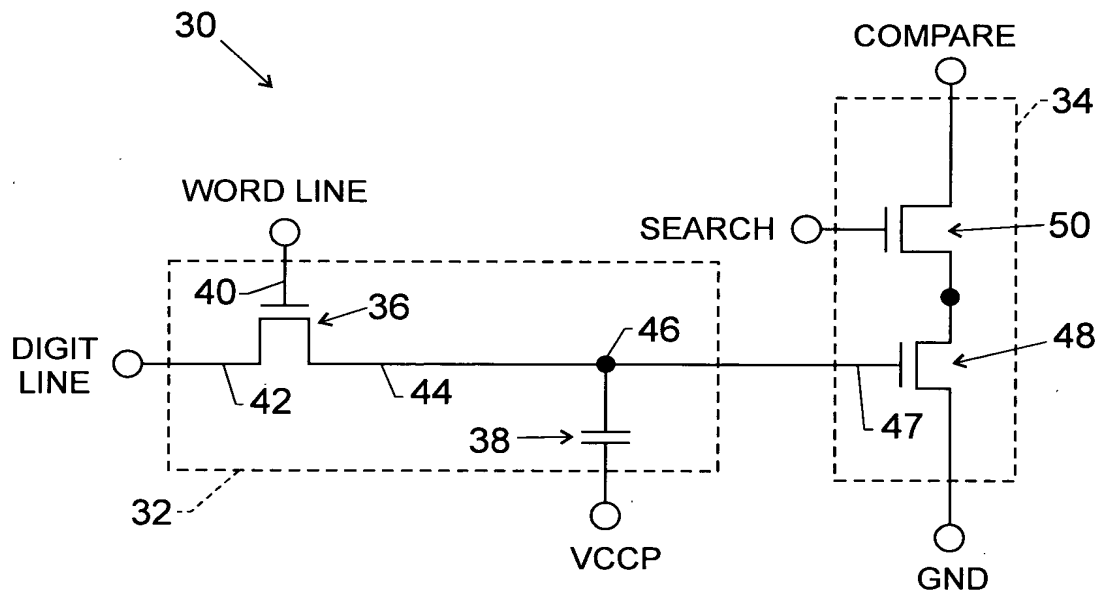 30
COMPARE
34
WORD LINE
SEARCH
50
40
36
46
48
DIGIT
LINE
42
44
47
38
32
VCCP
GND